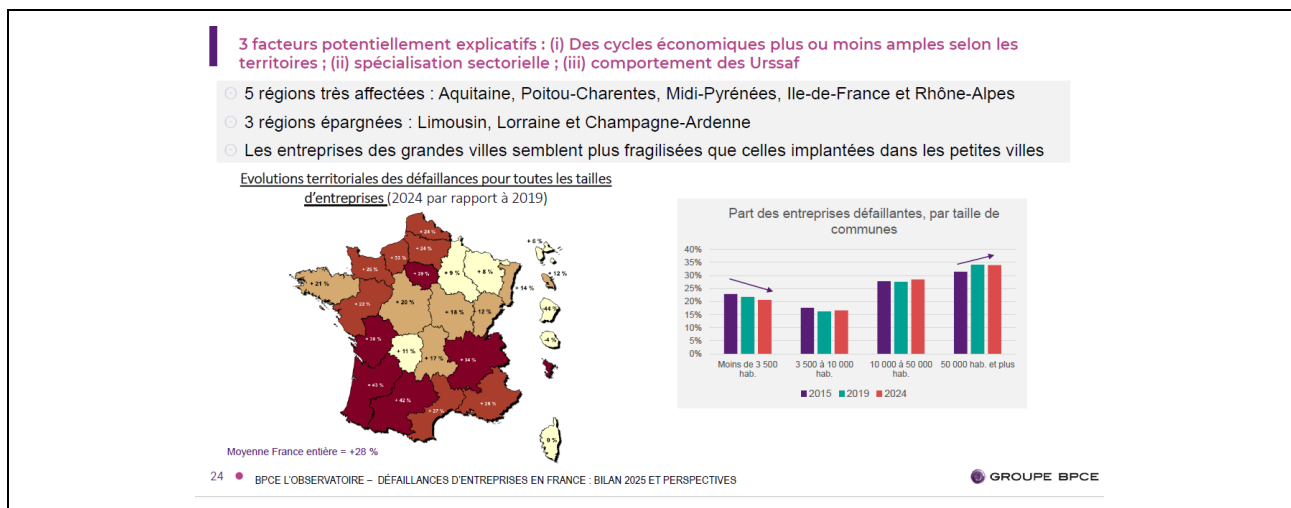 3 facteurs potentiellement explicatifs : (i) Des cycles économiques plus ou moins amples selon les
territoires ; (ii) spécialisation sectorielle ; (iii) comportement des Urssaf
5 régions très affectées : Aquitaine, Poitou-Charentes, Midi-Pyrénées, Ile-de-France et Rhône-Alpes
3 régions épargnées : Limousin, Lorraine et Champagne-Ardenne
Les entreprises des grandes villes semblent plus fragilisées que celles implantées dans les petites villes
Evolutions territoriales des défaillances pour toutes les tailles
d'entreprises (2024 par rapport à 2019)
+ 24 %
+ 24 %
+ 25 %
+ 9 %
+ 8 %
+ 14 %
+ 21 %
+ 20 %
+ 18 %
12 %
+ 11 %
+ 17 %
+ 34 %
+ 43 %
+ 42 %
+ 27 %
+ 6 %
+ 12 %
-44 %
-4 %
0 %
Moyenne France entière = +28 %
Part des entreprises défaillantes, par taille de
communes
40%
35%
30%
25%
20%
15%
10%
5%
0%
Moins de 3 500
hab.
3 500 à 10 000
hab.
10 000 à 50 000
hab.
50 000 hab. et plus
2015 2019 2024
24 BPCE L'OBSERVATOIRE – DÉFAILLANCES D'ENTREPRISES EN FRANCE : BILAN 2025 ET PERSPECTIVES
GROUPE BPCE